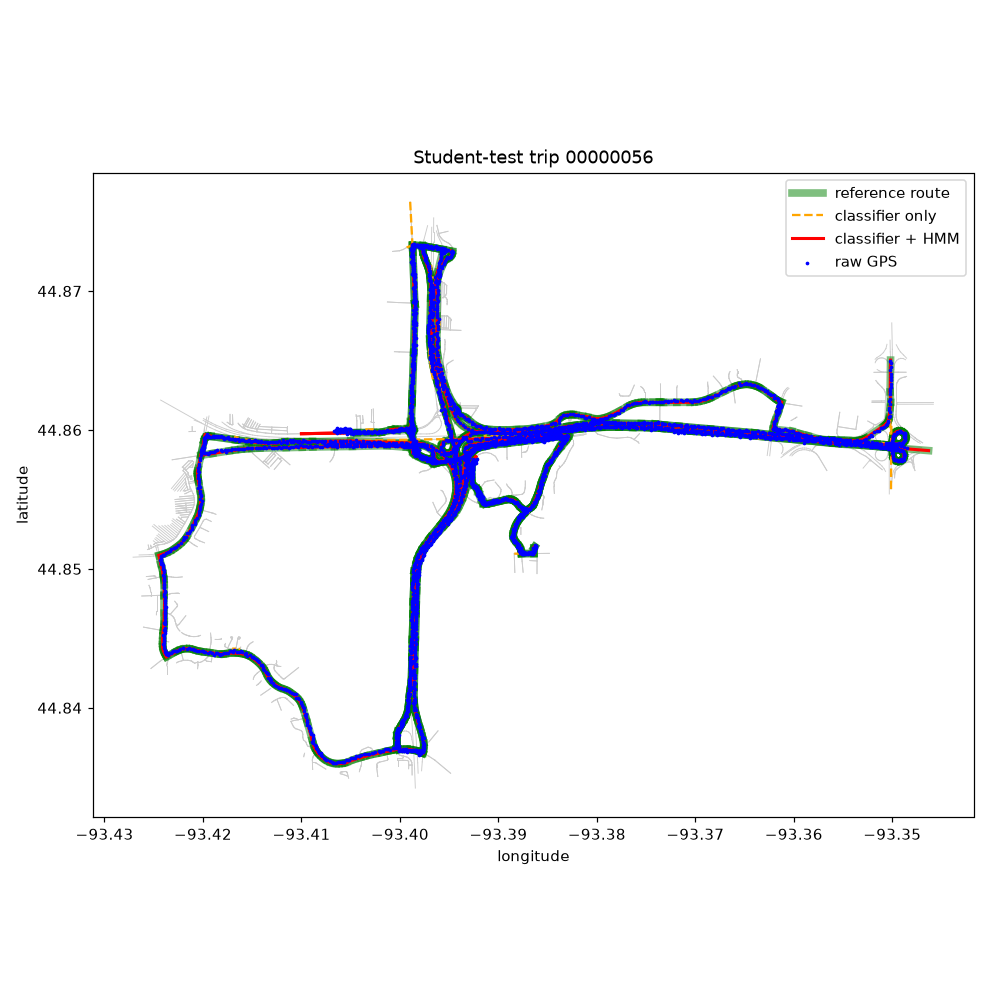 Student-test trip 00000056
reference route
classifier only
classifier + HMM
raw GPS
44.87
44.86
44.85
44.84
latitude
−93.43
−93.42
−93.41
−93.40
−93.39
−93.38
−93.37
−93.36
−93.35
longitude